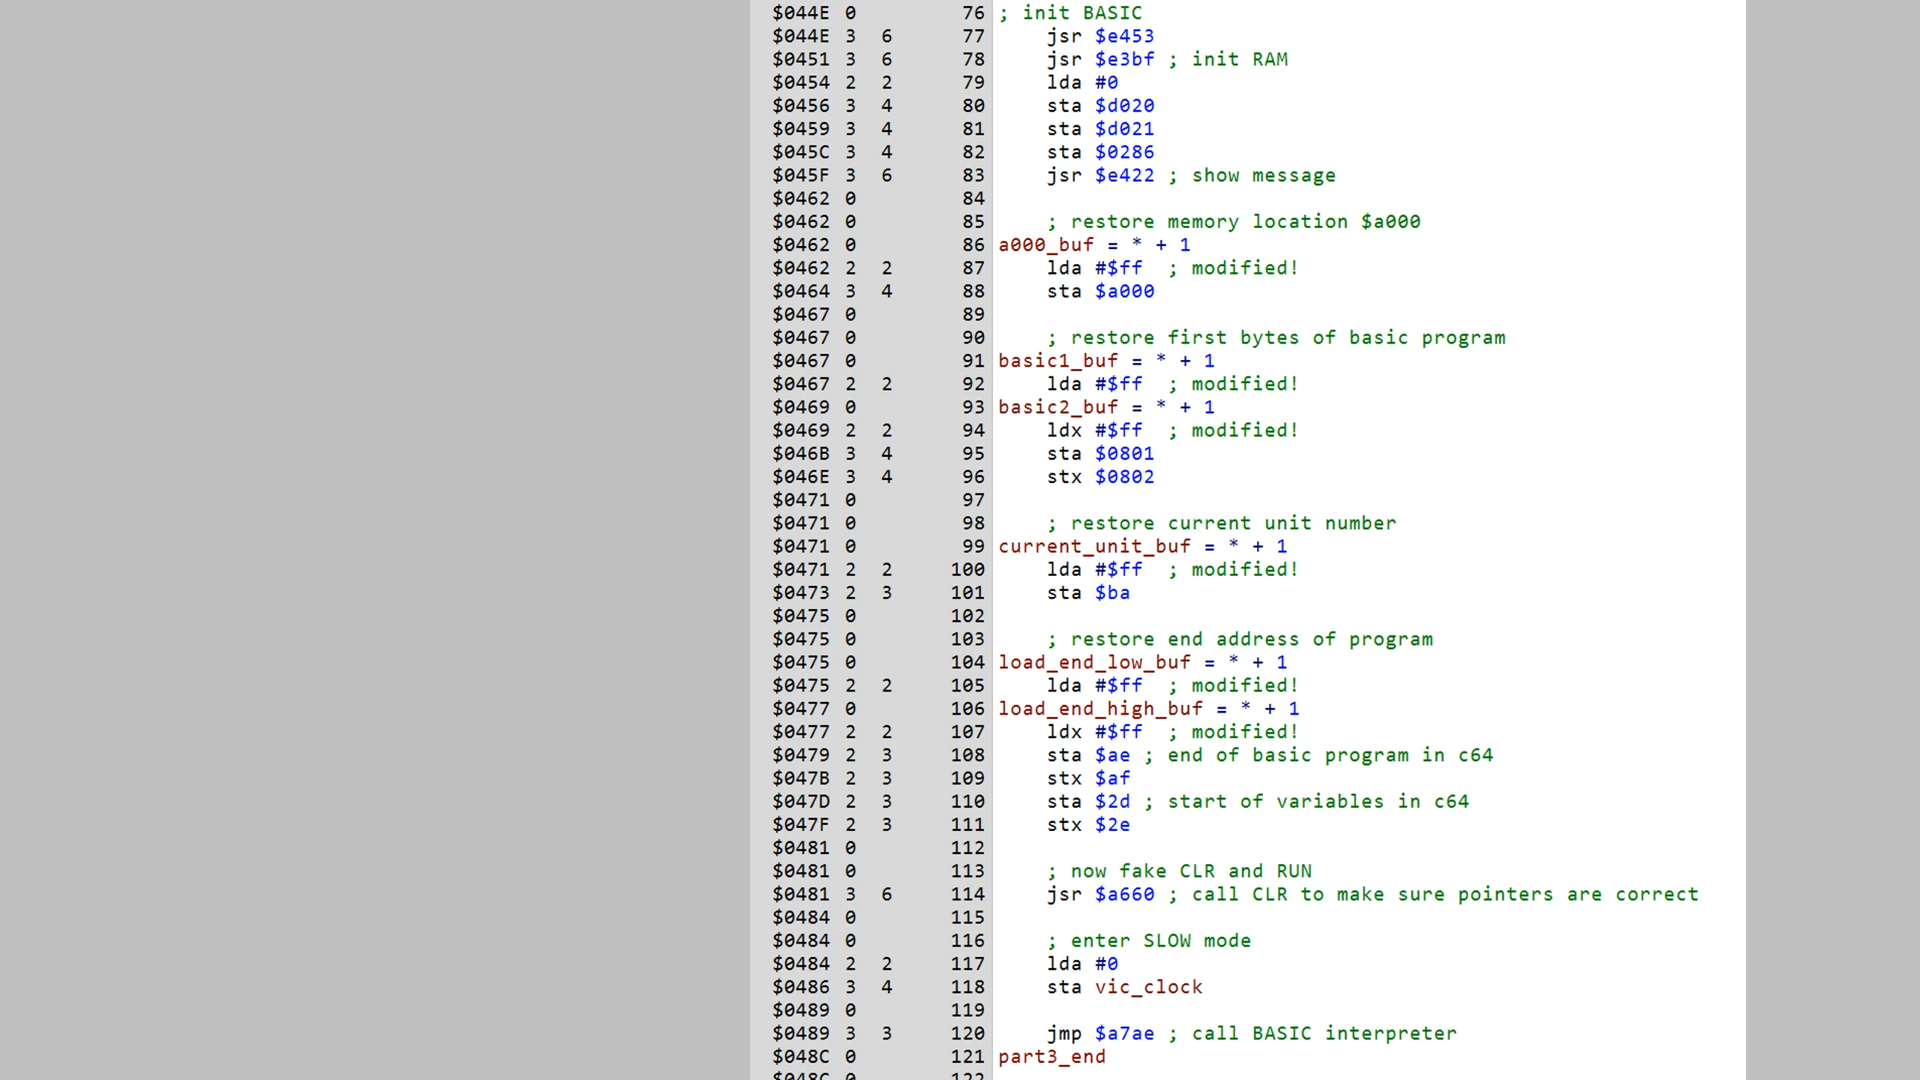 $044E 0 76 ; init BASIC
$044E 3 6 77 jsr $e453
$0451 3 6 78 jsr $e3bf ; init RAM
$0454 2 2 79 lda #0
$0456 3 4 80 sta $d020
$0459 3 4 81 sta $d021
$045C 3 4 82 sta $0286
$045F 3 6 83 jsr $e422 ; show message
$0462 0 84
$0462 0 85 ; restore memory location $a000
$0462 0 86 a000_buf = * + 1
$0462 2 2 87 lda #$ff ; modified!
$0464 3 4 88 sta $a000
$0467 0 89
$0467 0 90 ; restore first bytes of basic program
$0467 0 91 basic1_buf = * + 1
$0467 2 2 92 lda #$ff ; modified!
$0469 0 93 basic2_buf = * + 1
$0469 2 2 94 ldx #$ff ; modified!
$046B 3 4 95 sta $0801
$046E 3 4 96 stx $0802
$0471 0 97
$0471 0 98 ; restore current unit number
$0471 0 99 current_unit_buf = * + 1
$0471 2 2 100 lda #$ff ; modified!
$0473 2 3 101 sta $ba
$0475 0 102
$0475 0 103 ; restore end address of program
$0475 0 104 load_end_low_buf = * + 1
$0475 2 2 105 lda #$ff ; modified!
$0477 0 106 load_end_high_buf = * + 1
$0477 2 2 107 ldx #$ff ; modified!
$0479 2 3 108 sta $ae ; end of basic program in c64
$047B 2 3 109 stx $af
$047D 2 3 110 sta $2d ; start of variables in c64
$047F 2 3 111 stx $2e
$0481 0 112
$0481 0 113 ; now fake CLR and RUN
$0481 3 6 114 jsr $a660 ; call CLR to make sure pointers are correct
$0484 0 115
$0484 0 116 ; enter SLOW mode
$0484 2 2 117 lda #0
$0486 3 4 118 sta vic_clock
$0489 0 119
$0489 3 3 120 jmp $a7ae ; call BASIC interpreter
$048C 0 121 part3_end
$048C 0 122